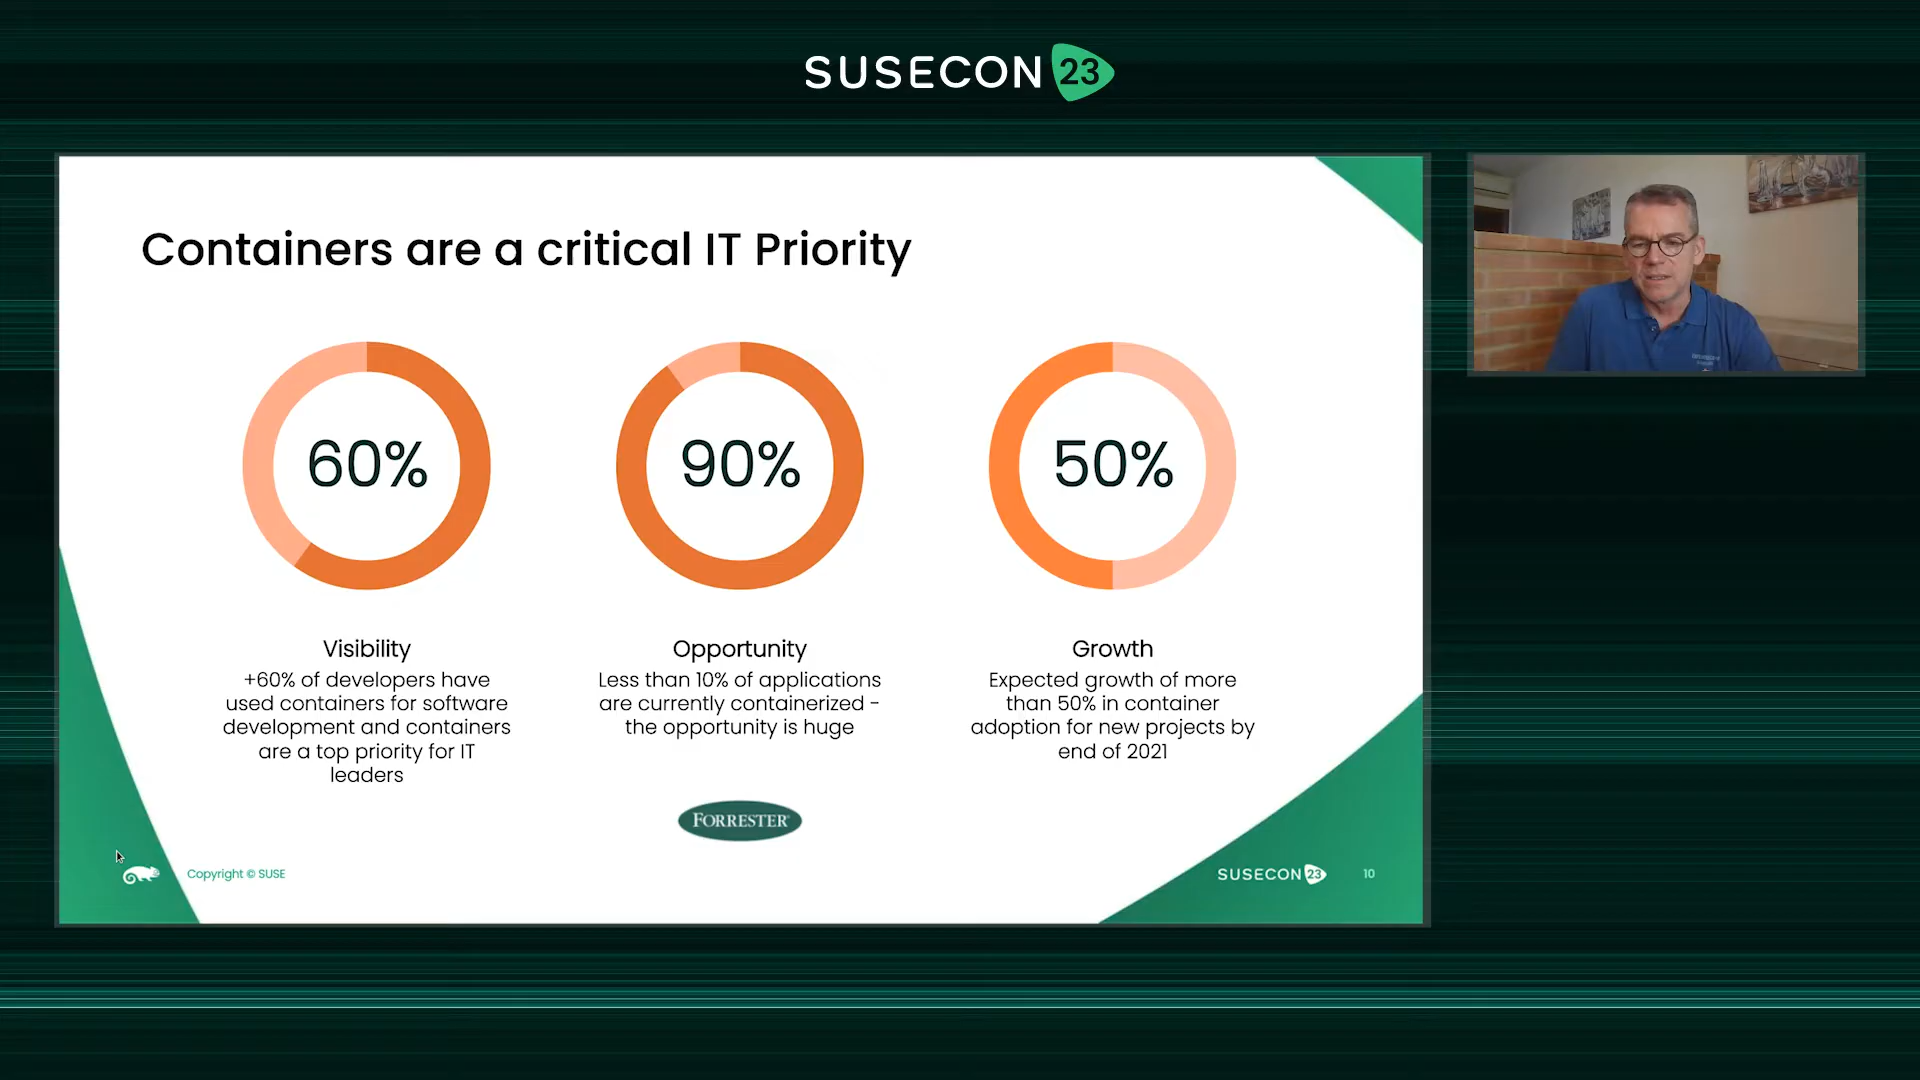 SUSECON 23
Containers are a critical IT Priority
60%
90%
50%
Visibility
+60% of developers have
used containers for software
development and containers
are a top priority for IT
leaders
Opportunity
Less than 10% of applications
are currently containerized -
the opportunity is huge
Growth
Expected growth of more
than 50% in container
adoption for new projects by
end of 2021
FORRESTER®
Copyright © SUSE
SUSECON 23
10